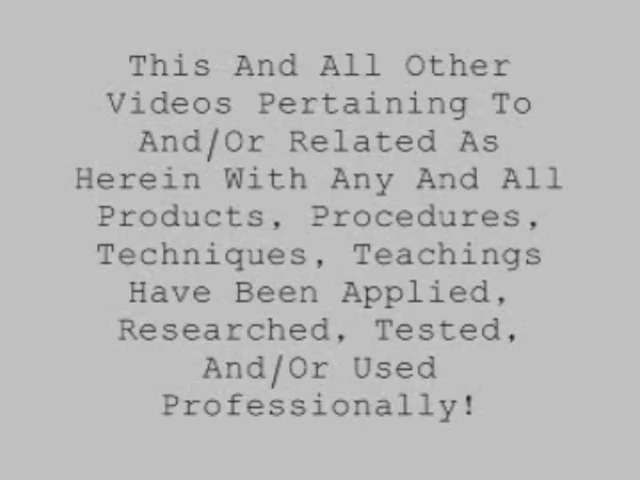 This And All Other
Videos Pertaining To
And/Or Related As
Herein With Any And All
Products, Procedures,
Techniques, Teachings
Have Been Applied,
Researched, Tested,
And/Or Used
Professionally!